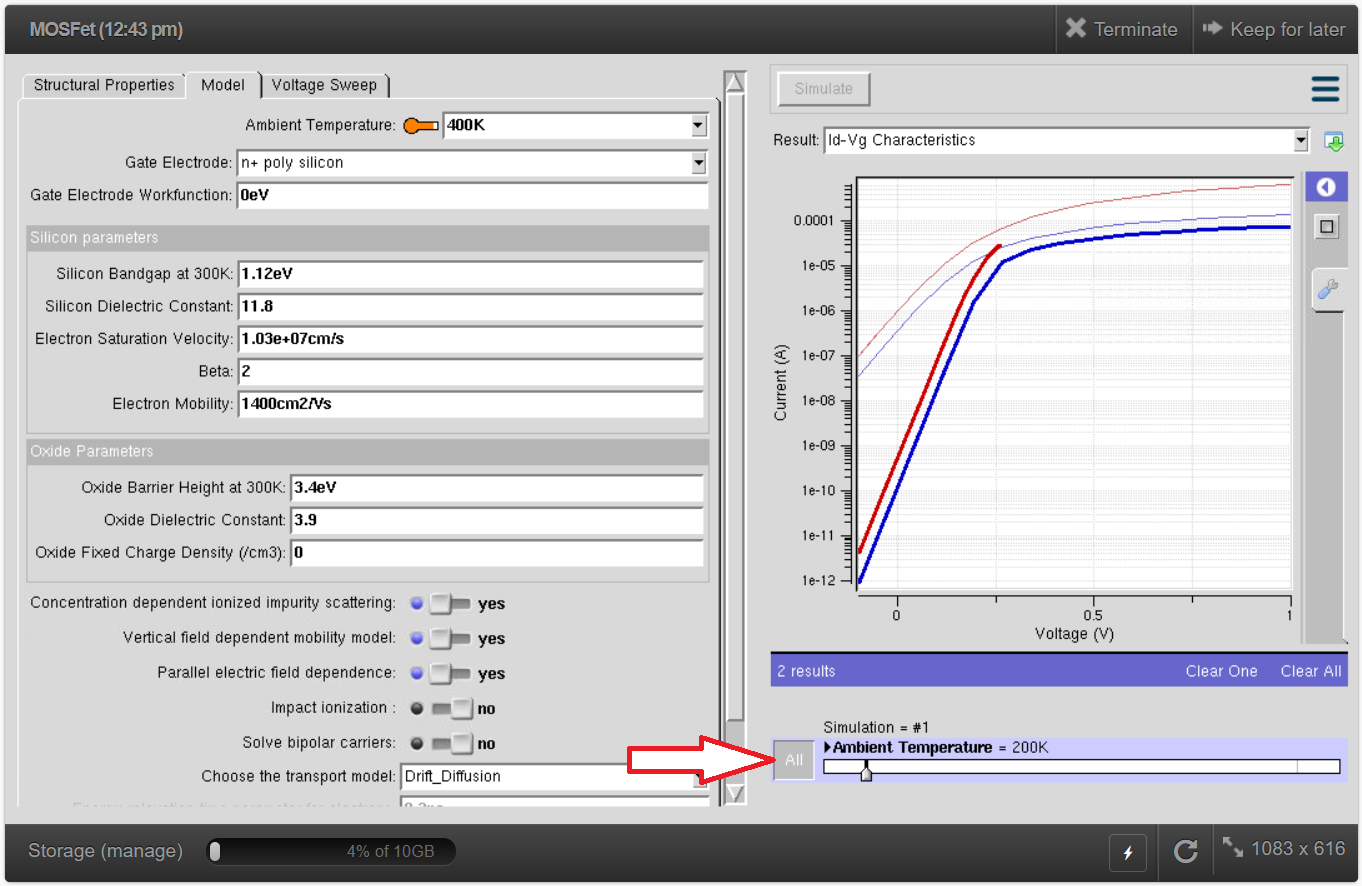 MOSFet (12:43 pm)
Terminate
Keep for later
Structural Properties
Model
Voltage Sweep
Ambient Temperature: 400K
Gate Electrode: n+ poly silicon
Gate Electrode Workfunction: 0eV
Silicon parameters
Silicon Bandgap at 300K: 1.12eV
Silicon Dielectric Constant: 11.8
Electron Saturation Velocity: 1.03e+07cm/s
Beta: 2
Electron Mobility: 1400cm2/Vs
Oxide Parameters
Oxide Barrier Height at 300K: 3.4eV
Oxide Dielectric Constant: 3.9
Oxide Fixed Charge Density (/cm3): 0
Concentration dependent ionized impurity scattering: yes
Vertical field dependent mobility model: yes
Parallel electric field dependence: yes
Impact ionization : no
Solve bipolar carriers: no
Choose the transport model: Drift_Diffusion
Simulate
Result: Id-Vg Characteristics
0.0001
1e-05
1e-06
1e-07
1e-08
1e-09
1e-10
1e-11
1e-12
Current (A)
0 0.5 1
Voltage (V)
2 results Clear One Clear All
Simulation = #1
All
Ambient Temperature = 200K
Storage (manage) 4% of 10GB
1083 x 616